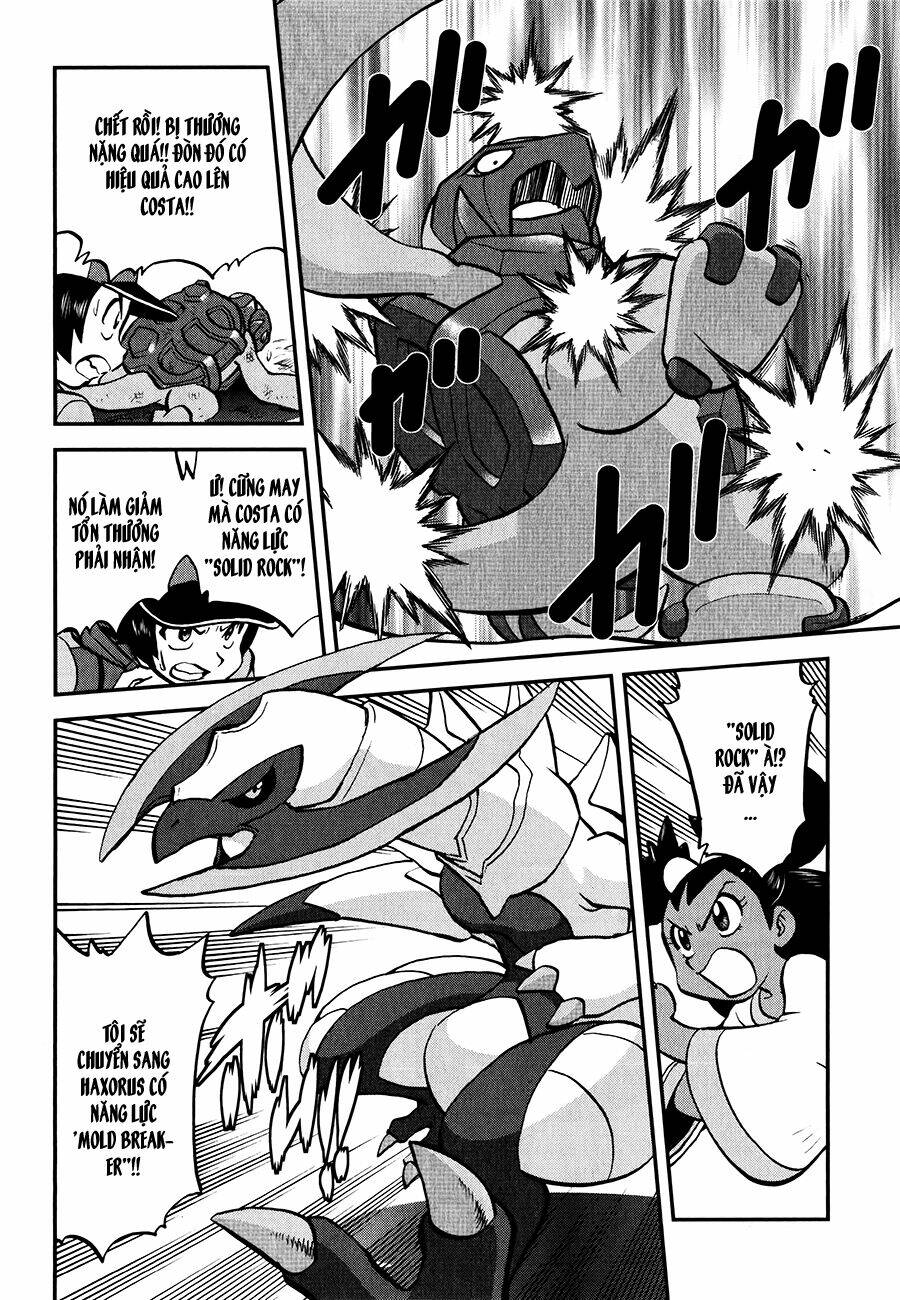 ガガ
ガガ
ガガ
CHẾT RỒI! BỊ THƯƠNG
NẶNG QUÁ!! ĐÒN ĐÓ CÓ
HIỆU QUẢ CAO LÊN
COSTA!!
Ư! CŨNG MAY
MÀ COSTA CÓ
NĂNG LỰC
"SOLID ROCK"!
NÓ LÀM GIẢM
TỔN THƯƠNG
PHẢI NHẬN!
"SOLID
ROCK" À!?
ĐÃ VẬY
...
TÔI SẼ
CHUYỂN SANG
HAXORUS CÓ
NĂNG LỰC
'MOLD BREAK-
ER"!!